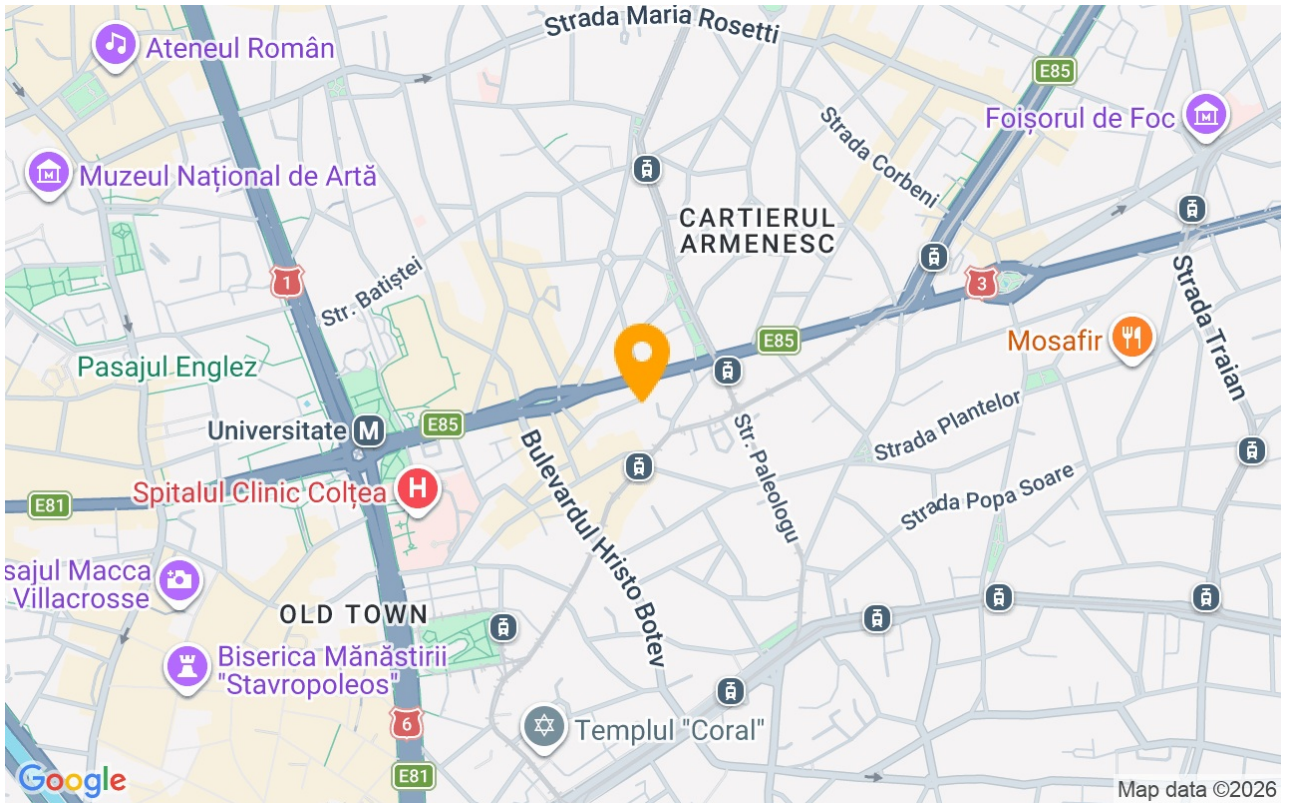 Strada Maria Rosetti
Ateneul Român
E85
Foișorul de Foc
M
Strada Corbeni
M
Muzeul Național de Artă
CARTIERUL
ARMENESC
1
Str. Batiștei
3
Strada Traian
E85
Mosafir
Pasajul Englez
Universitate M
E85
Strada Plantelor
Bulevardul Hristo Botev
Str. Paleologu
Spitalul Clinic Colțea
H
E81
Strada Popa Soare
sajul Macca
Villacrosse
OLD TOWN
Biserica Mănăstirii
"Stavropoleos"
6
Templul "Coral"
E81
Google
Map data ©2026